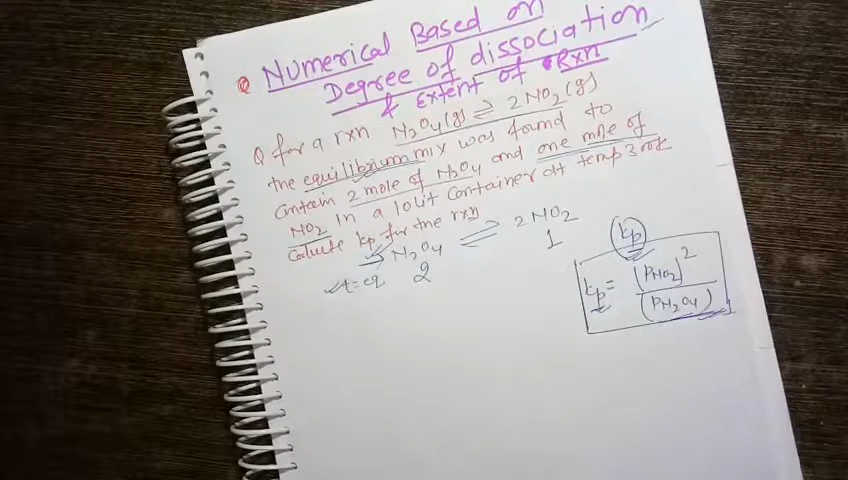 Numerical Based on
Degree of dissociation
& Extent of Rxn
Q for a rxn N₂O₄(g) ⇌ 2NO₂(g)
the equilibrium mix was found to
Contain 2 mole of N₂O₄ and one mole of
NO₂ in a 10 lit Container at temp 300K
Calculte kp for the rxn
N₂O₄ ⇌ 2NO₂
t=eq 2 1
kp
kp = (PNO₂)² / (PN₂O₄)